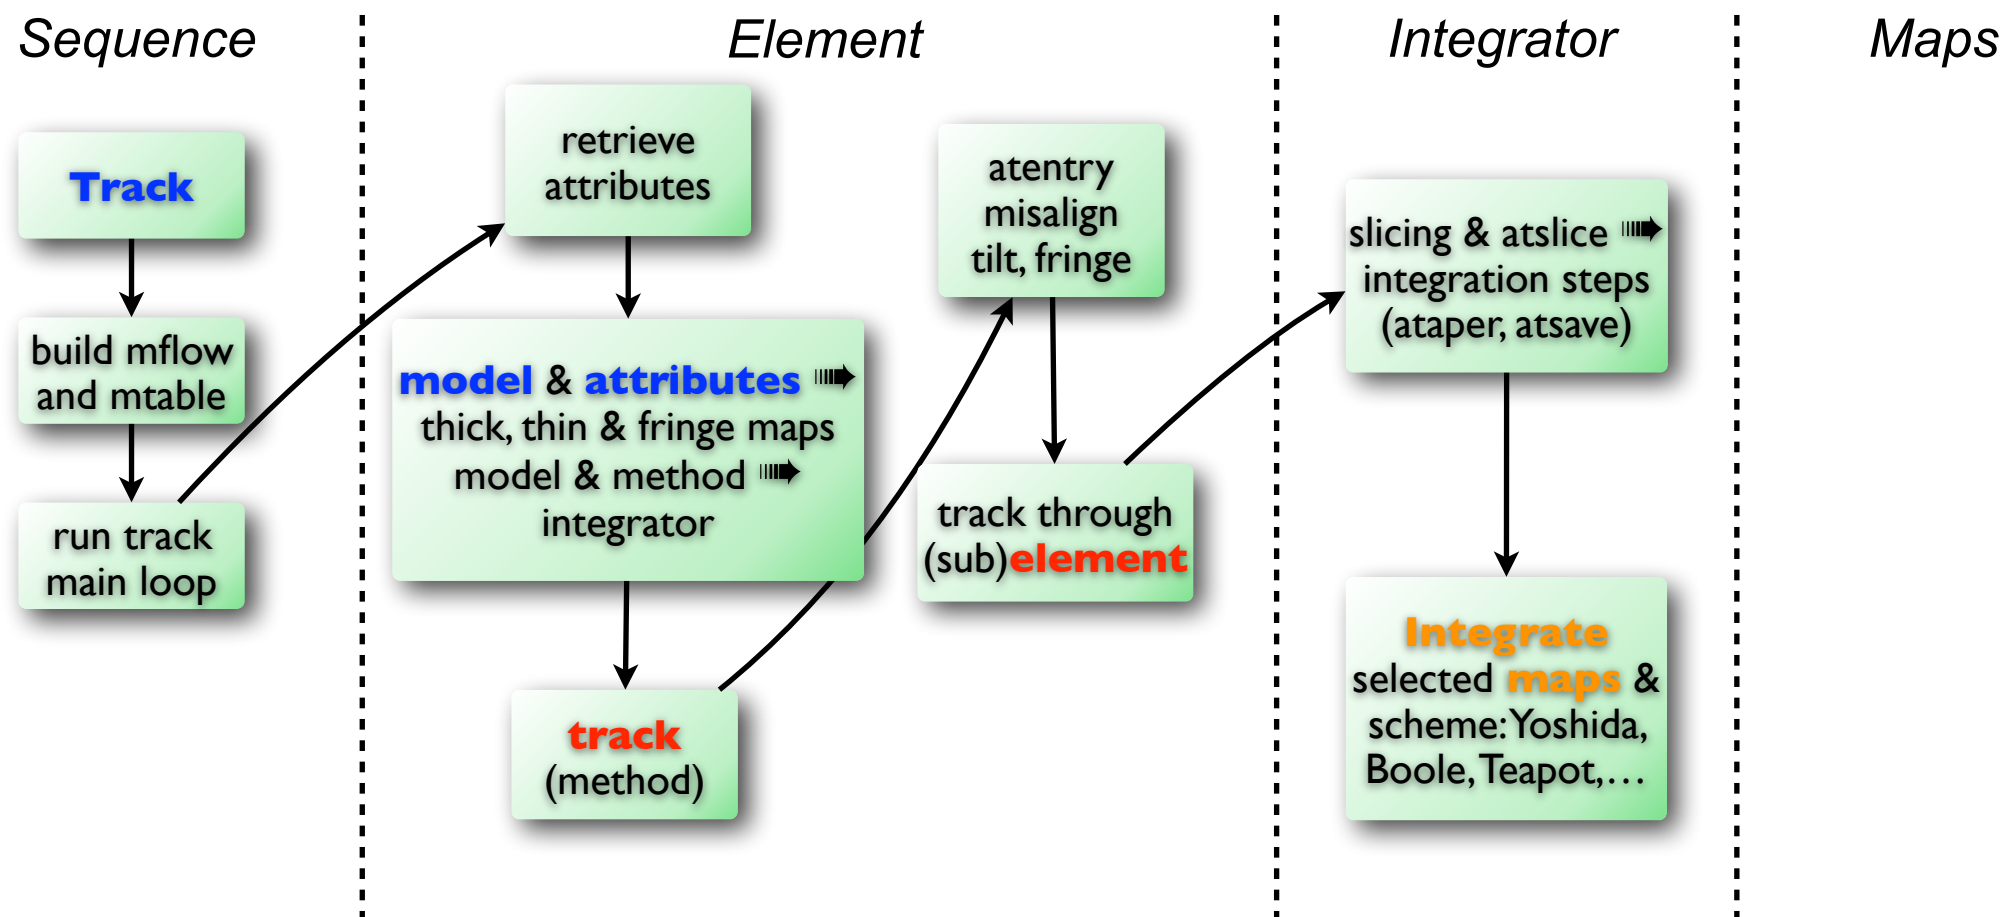 Sequence
Element
Integrator
Maps
Track
build mflow
and mtable
run track
main loop
retrieve
attributes
model & attributes ➠
thick, thin & fringe maps
model & method ➠
integrator
track
(method)
atentry
misalign
tilt, fringe
track through
(sub)element
slicing & atslice ➠
integration steps
(ataper, atsave)
Integrate
selected maps &
scheme: Yoshida,
Boole, Teapot,…